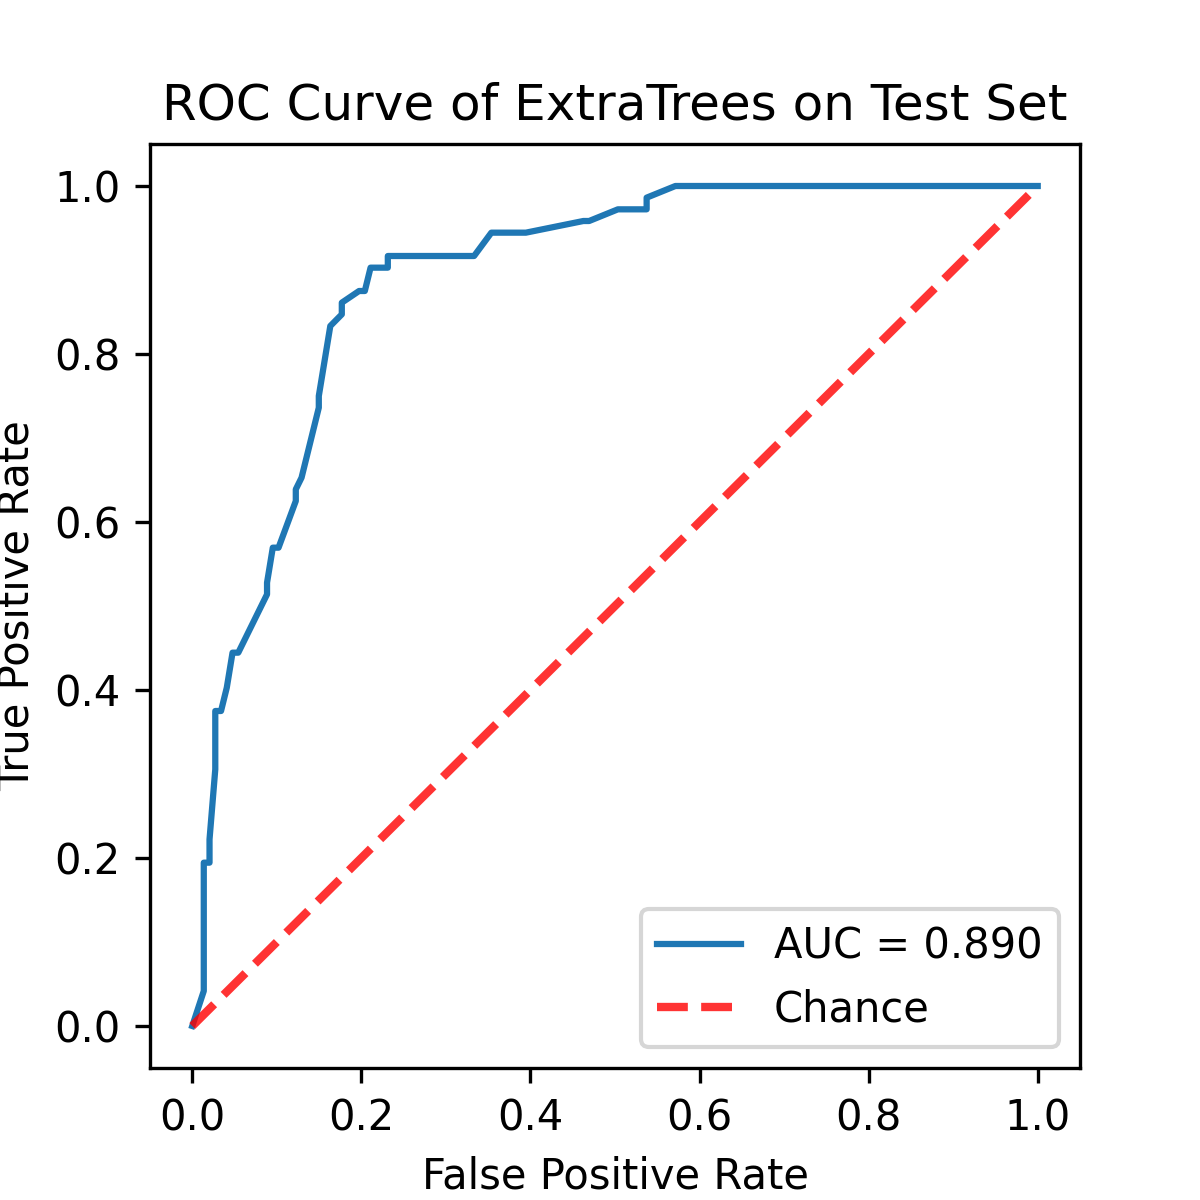 ROC Curve of ExtraTrees on Test Set
1.0
0.8
0.6
0.4
0.2
0.0
True Positive Rate
AUC = 0.890
Chance
0.0 0.2 0.4 0.6 0.8 1.0
False Positive Rate